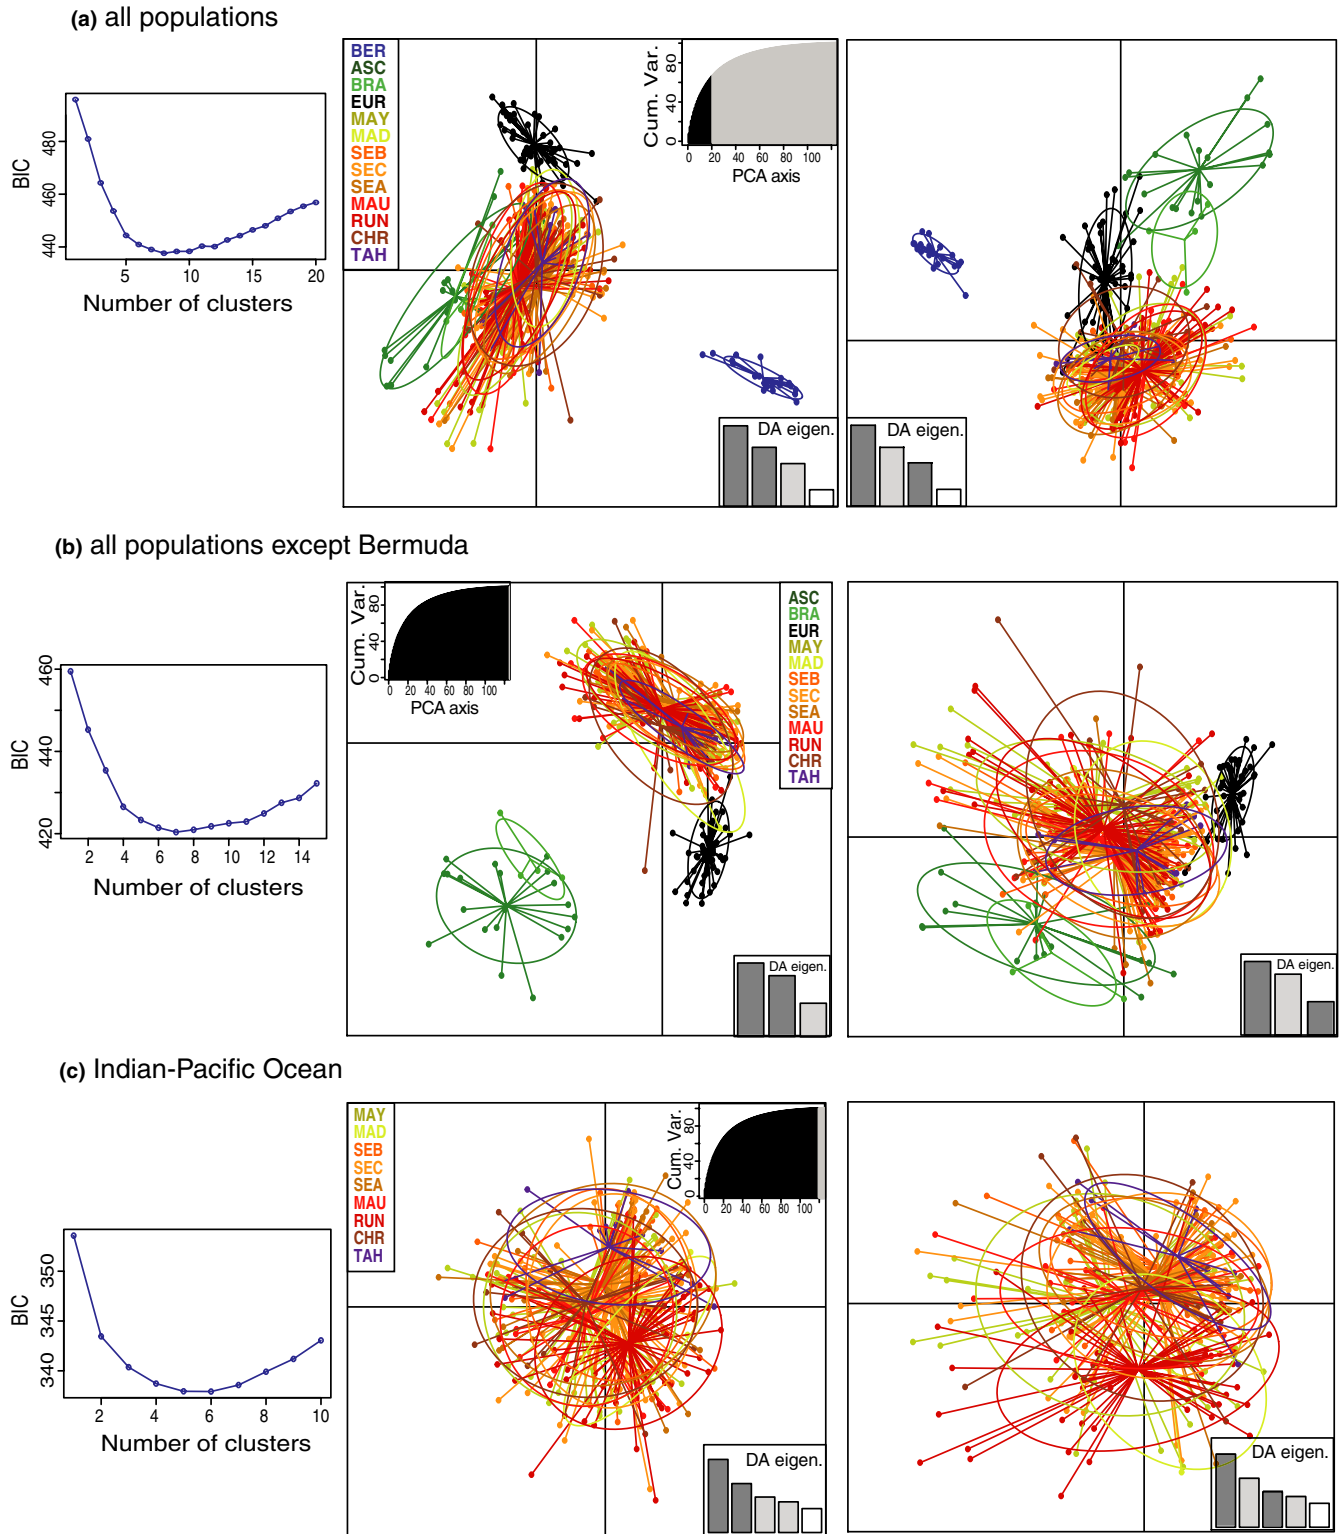 (a) all populations
BIC
480
460
440
5
10
15
20
Number of clusters
BER
ASC
BRA
EUR
MAY
MAD
SEB
SEC
SEA
MAU
RUN
CHR
TAH
Cum. Var.
0
40
80
0 20 40 60 80 100
PCA axis
DA eigen.
DA eigen.
(b) all populations except Bermuda
BIC
460
440
420
2 4 6 8 10 12 14
Number of clusters
Cum. Var.
0
40
80
0 20 40 60 80 100
PCA axis
ASC
BRA
EUR
MAY
MAD
SEB
SEC
SEA
MAU
RUN
CHR
TAH
DA eigen.
DA eigen.
(c) Indian-Pacific Ocean
BIC
350
345
340
2 4 6 8 10
Number of clusters
MAY
MAD
SEB
SEC
SEA
MAU
RUN
CHR
TAH
Cum. Var.
0
40
80
0 20 40 60 80 100
PCA axis
DA eigen.
DA eigen.